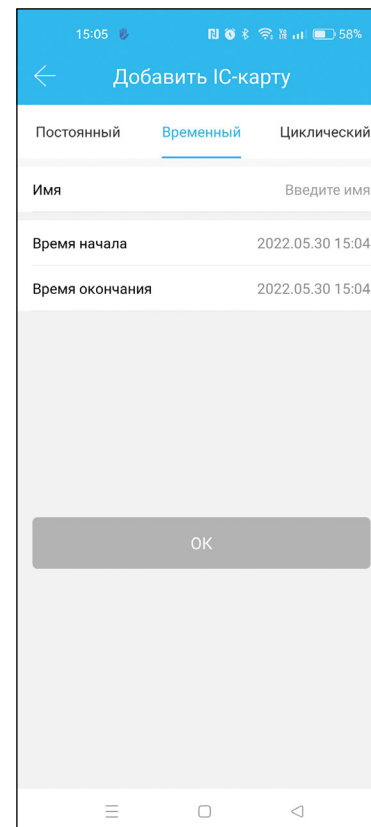 15:05 58%
Добавить IC-карту
Постоянный Временный Циклический
Имя Введите имя
Время начала 2022.05.30 15:04
Время окончания 2022.05.30 15:04
ОК